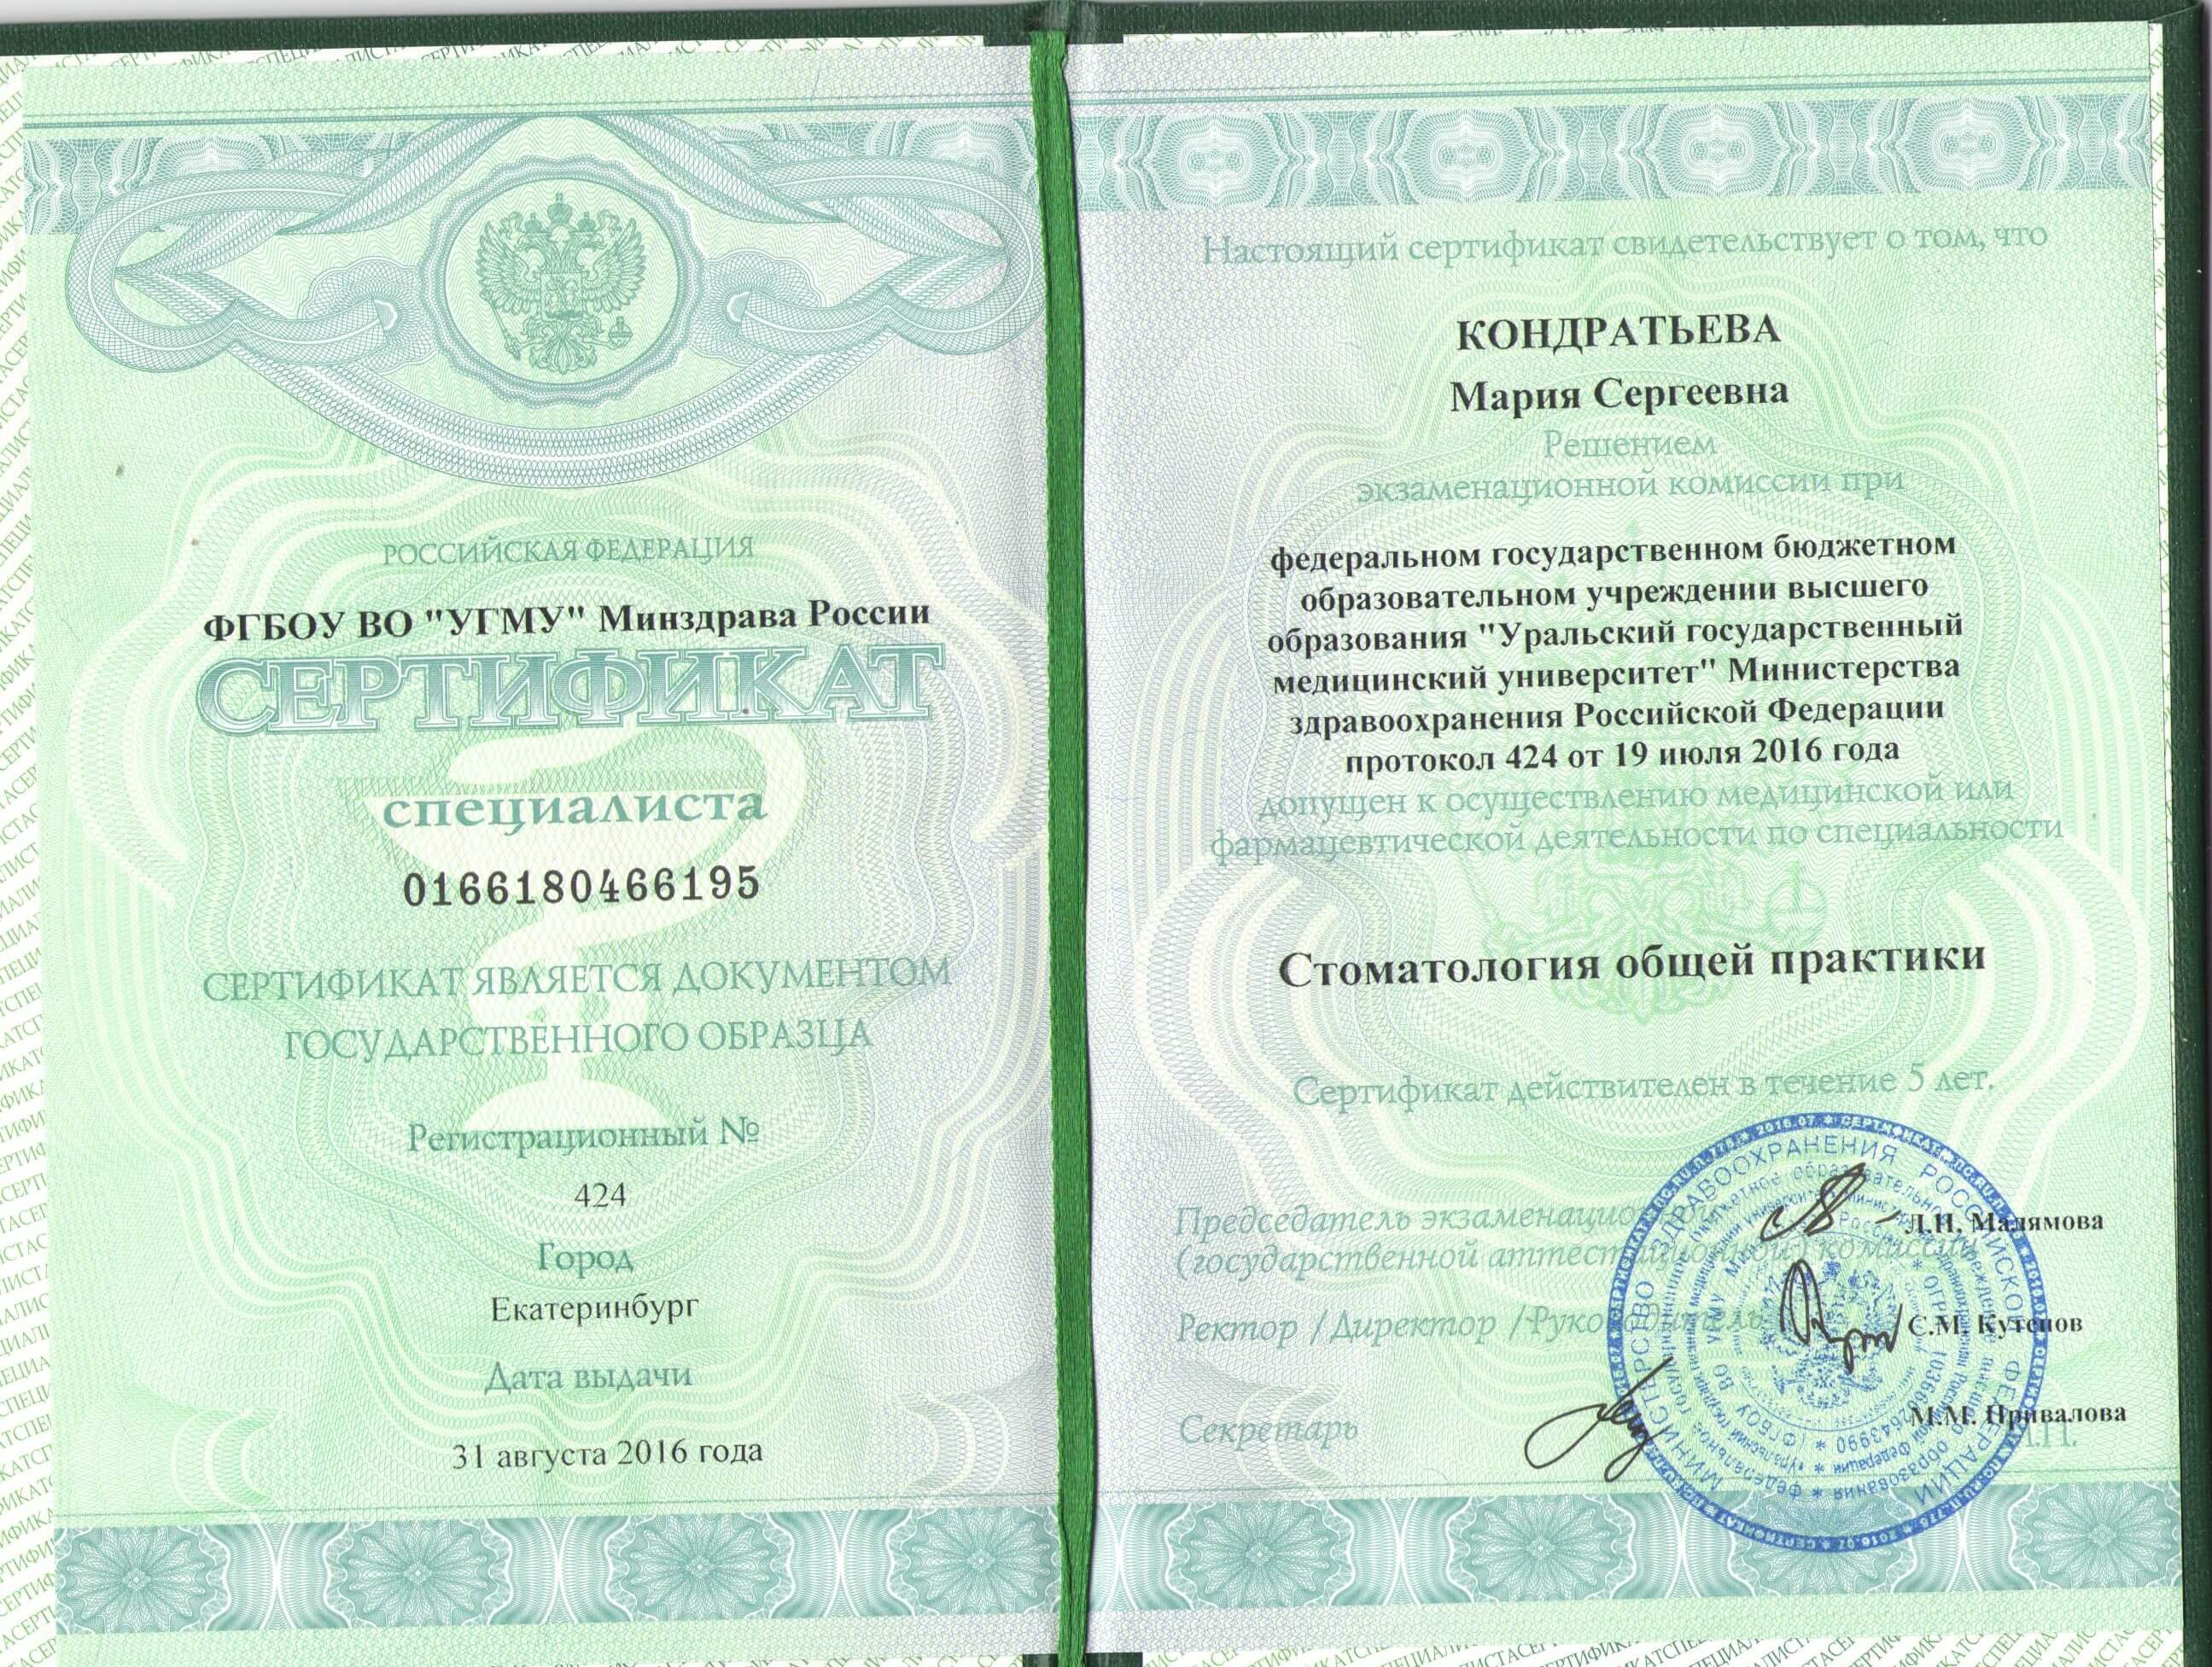 РОССИЙСКАЯ ФЕДЕРАЦИЯ
ФГБОУ ВО "УГМУ" Минздрава России
СЕРТИФИКАТ
специалиста
0166180466195
СЕРТИФИКАТ ЯВЛЯЕТСЯ ДОКУМЕНТОМ
ГОСУДАРСТВЕННОГО ОБРАЗЦА
Регистрационный №
424
Город
Екатеринбург
Дата выдачи
31 августа 2016 года
Настоящий сертификат свидетельствует о том, что
КОНДРАТЬЕВА
Мария Сергеевна
Решением
экзаменационной комиссии при
федеральном государственном бюджетном
образовательном учреждении высшего
образования "Уральский государственный
медицинский университет" Министерства
здравоохранения Российской Федерации
протокол 424 от 19 июля 2016 года
допущен к осуществлению медицинской или
фармацевтической деятельности по специальности
Стоматология общей практики
Сертификат действителен в течение 5 лет.
Председатель экзаменационной
(государственной аттестационной) комиссии
Л.Н. Малямова
Ректор / Директор / Руководитель
С.М. Кутепов
Секретарь
М.М. Привалова
М.П.
МИНИСТЕРСТВО ЗДРАВООХРАНЕНИЯ РОССИЙСКОЙ ФЕДЕРАЦИИ